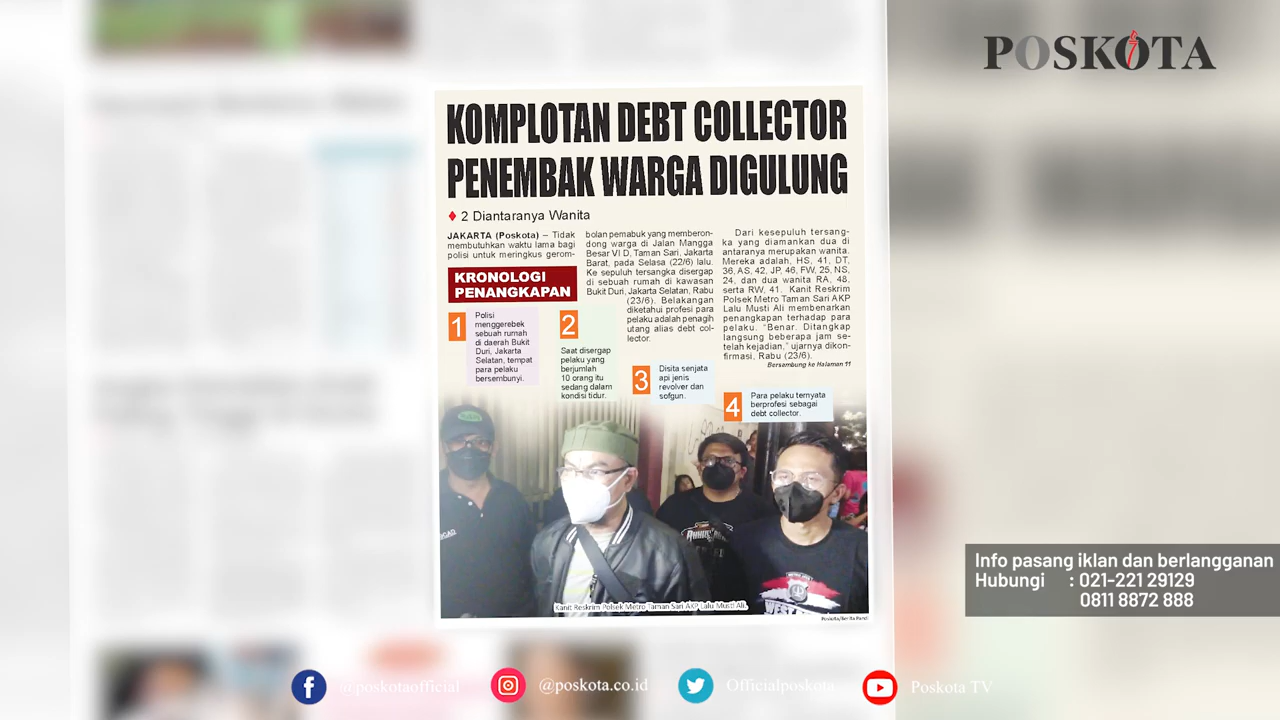 POSKOTA
KOMPLOTAN DEBT COLLECTOR
PENEMBAK WARGA DIGULUNG
2 Diantaranya Wanita
JAKARTA (Poskota) – Tidak
membutuhkan waktu lama bagi
polisi untuk meringkus gerom-
bolan pemabuk yang memberon-
dong warga di Jalan Mangga
Besar VI D, Taman Sari, Jakarta
Barat, pada Selasa (22/6) lalu.
Ke sepuluh tersangka disergap
di sebuah rumah di kawasan
Bukit Duri, Jakarta Selatan, Rabu
(23/6). Belakangan
diketahui profesi para
pelaku adalah penagih
utang alias debt col-
lector.
Dari kesepuluh tersang-
ka yang diamankan dua di
antaranya merupakan wanita.
Mereka adalah, HS, 41, DT,
36, AS, 42, JP, 46, FW, 25, NS,
24, dan dua wanita RA, 48,
serta RW, 41. Kanit Reskrim
Polsek Metro Taman Sari AKP
Lalu Musti Ali membenarkan
penangkapan terhadap para
pelaku. “Benar. Ditangkap
langsung beberapa jam se-
telah kejadian,” ujarnya dikon-
firmasi, Rabu (23/6).
Bersambung ke Halaman 11
KRONOLOGI
PENANGKAPAN
1
Polisi
menggerebek
sebuah rumah
di daerah Bukit
Duri, Jakarta
Selatan, tempat
para pelaku
bersembunyi.
2
Saat disergap
pelaku yang
berjumlah
10 orang itu
sedang dalam
kondisi tidur.
3
Disita senjata
api jenis
revolver dan
sofgun.
4
Para pelaku ternyata
berprofesi sebagai
debt collector.
Kanit Reskrim Polsek Metro Taman Sari AKP Lalu Musti Ali.
Info pasang iklan dan berlangganan
Hubungi : 021-221 29129
0811 8872 888
@poskotaofficial
@poskota.co.id
Officialposkota
Poskota TV